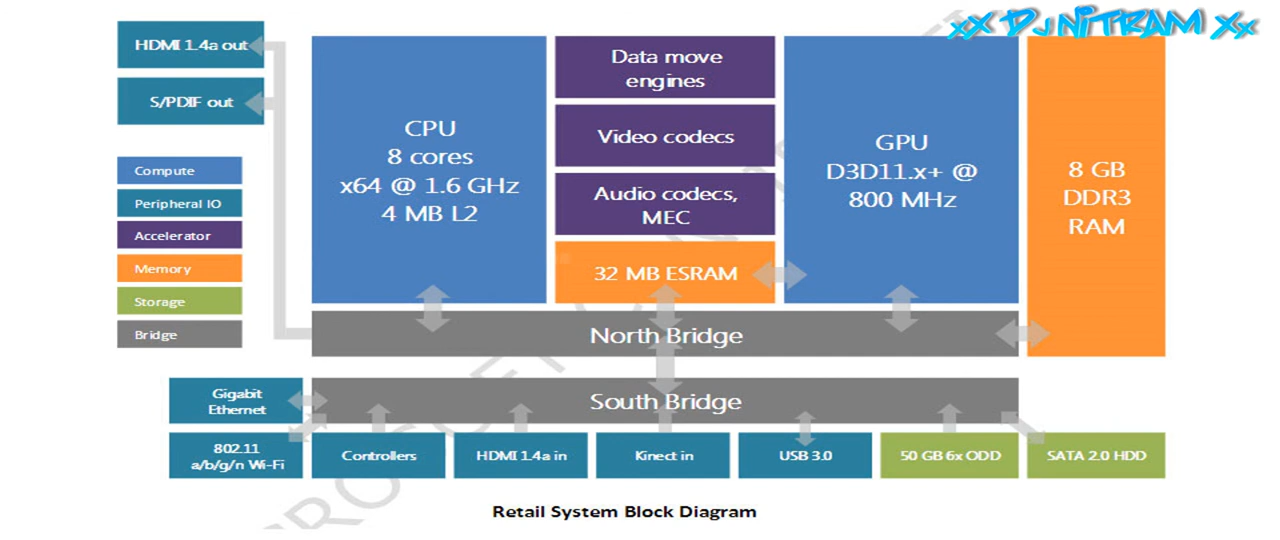 xX DjNiTRAM Xx
HDMI 1.4a out
S/PDIF out
Compute
Peripheral IO
Accelerator
Memory
Storage
Bridge
CPU
8 cores
x64 @ 1.6 GHz
4 MB L2
Data move
engines
Video codecs
Audio codecs,
MEC
32 MB ESRAM
GPU
D3D11.x+ @
800 MHz
8 GB
DDR3
RAM
North Bridge
South Bridge
Gigabit
Ethernet
802.11
a/b/g/n Wi-Fi
Controllers
HDMI 1.4a in
Kinect in
USB 3.0
50 GB 6x ODD
SATA 2.0 HDD
Retail System Block Diagram